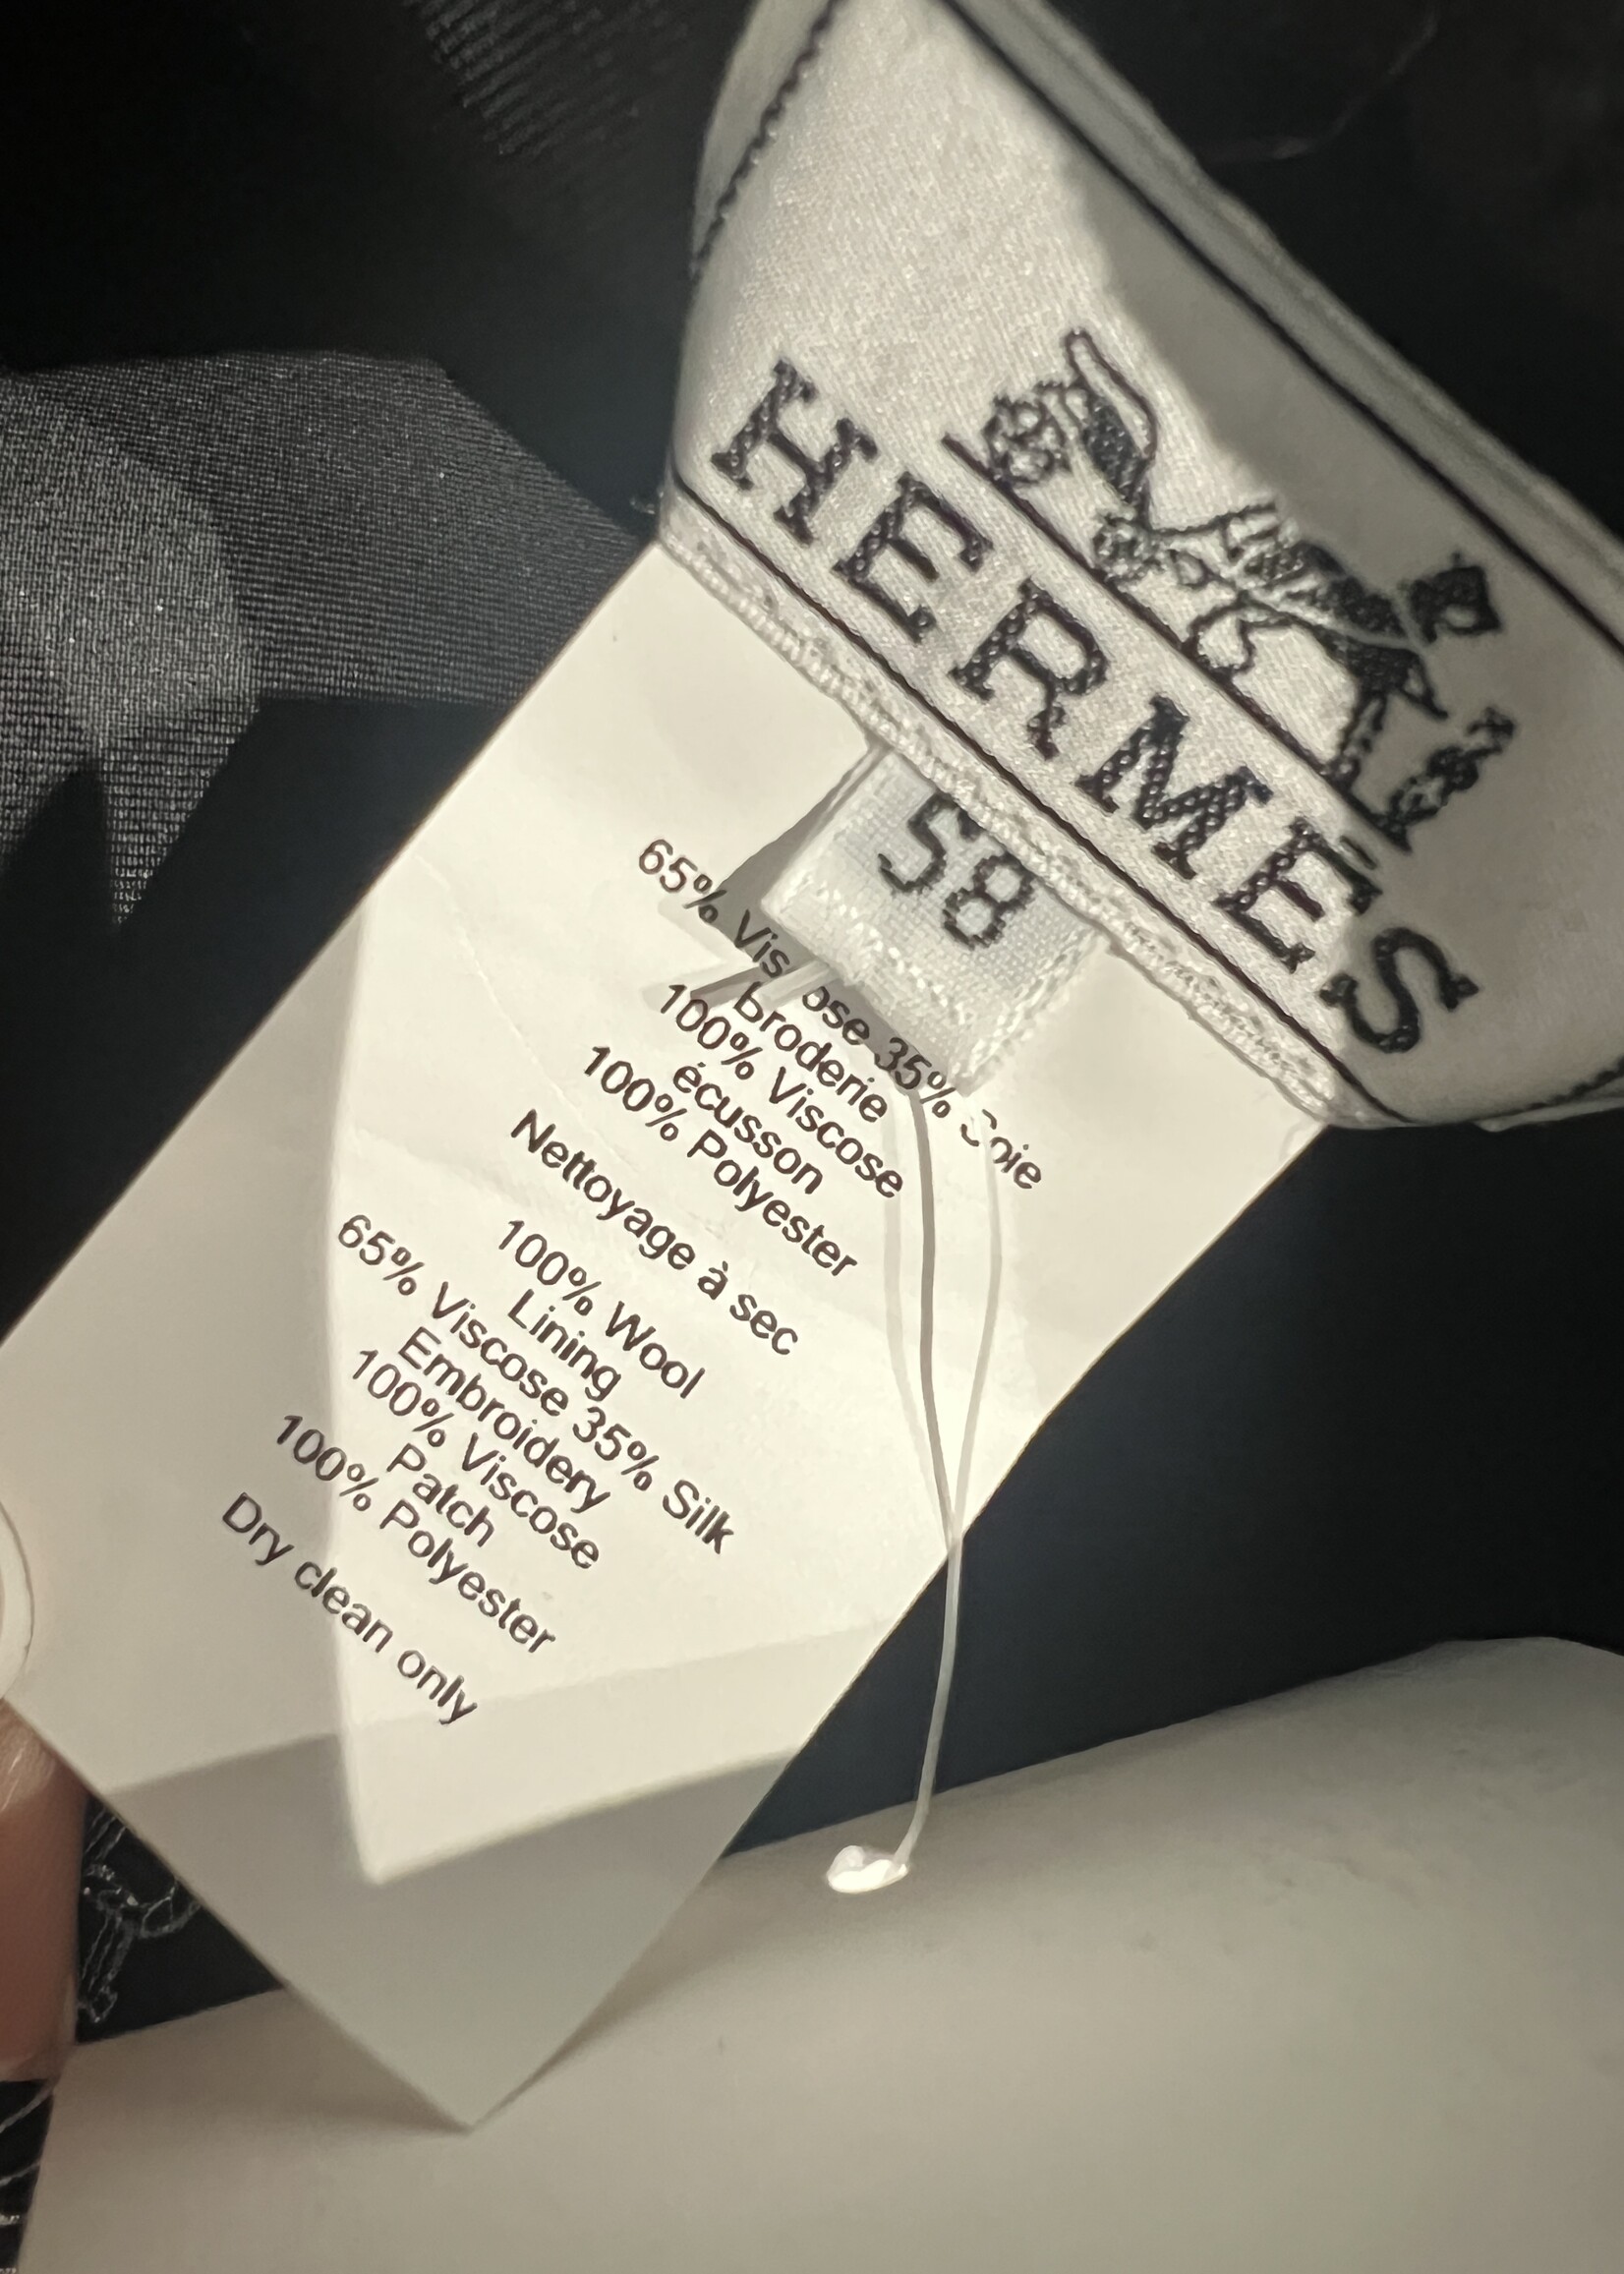 HERMÈS
58
65% Viscose 35% Soie
broderie
100% Viscose
écusson
100% Polyester
Nettoyage à sec
100% Wool
Lining
65% Viscose 35% Silk
Embroidery
100% Viscose
Patch
100% Polyester
Dry clean only